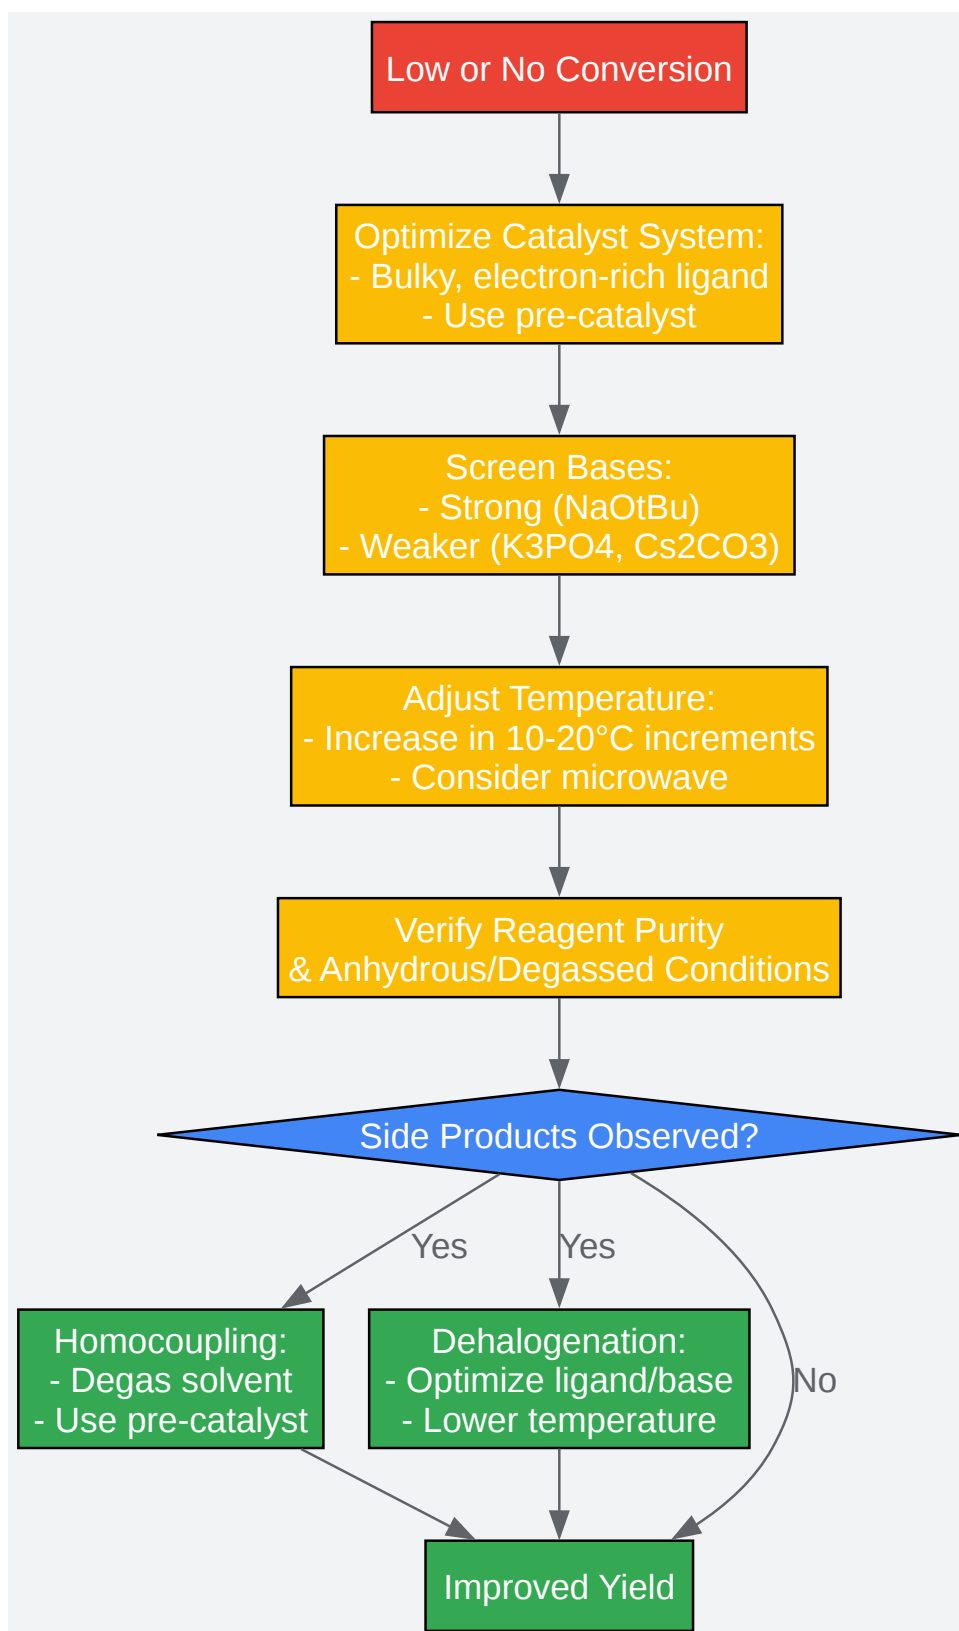 Low or No Conversion
Optimize Catalyst System:
- Bulky, electron-rich ligand
- Use pre-catalyst
Screen Bases:
- Strong (NaOtBu)
- Weaker (K3PO4, Cs2CO3)
Adjust Temperature:
- Increase in 10-20°C increments
- Consider microwave
Verify Reagent Purity
& Anhydrous/Degassed Conditions
Side Products Observed?
Yes
Yes
Homocoupling:
- Degas solvent
- Use pre-catalyst
Dehalogenation:
- Optimize ligand/base
- Lower temperature
No
Improved Yield